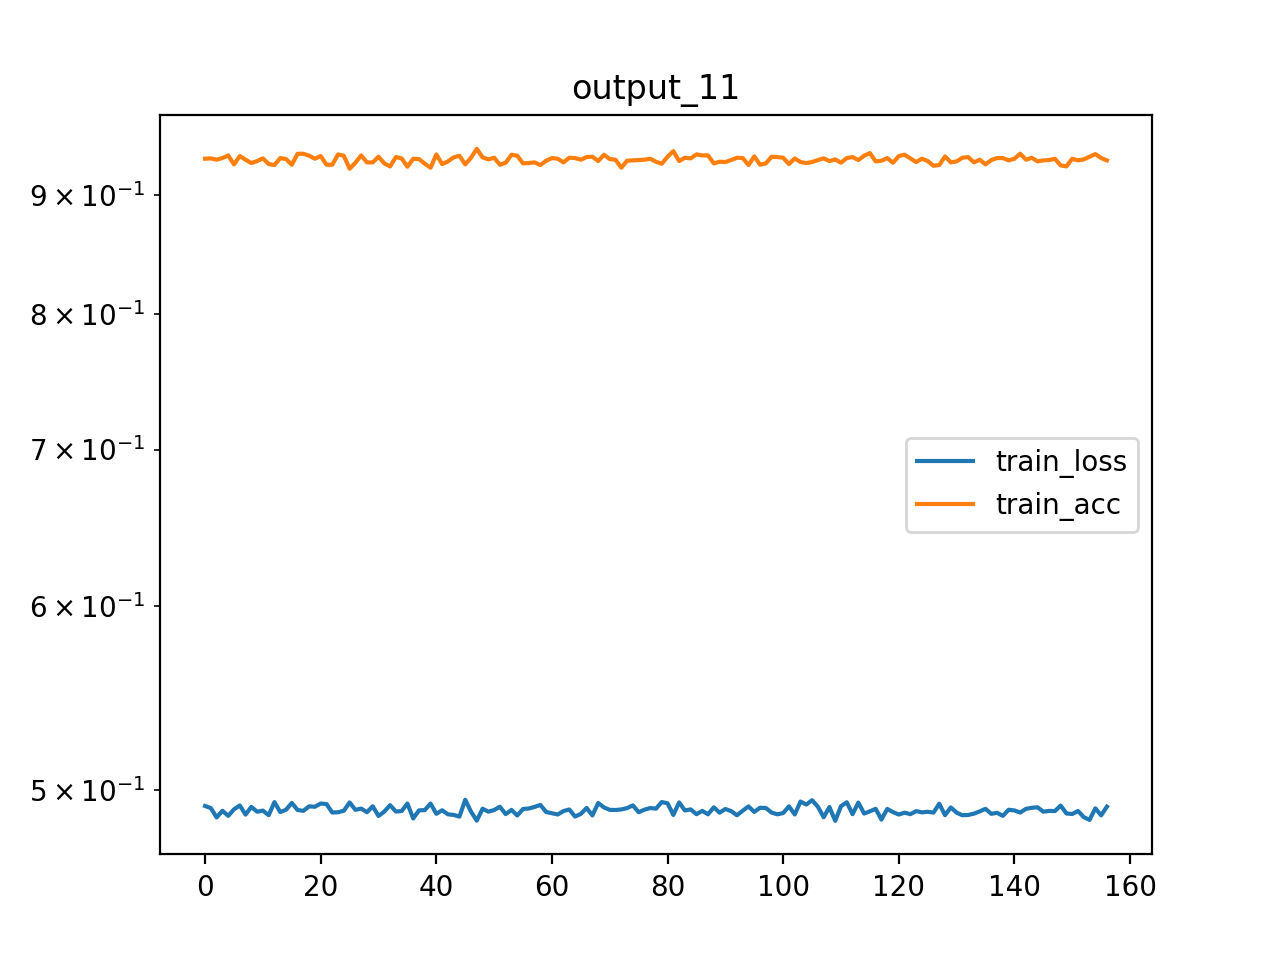 output_11
9 × 10⁻¹
8 × 10⁻¹
7 × 10⁻¹
6 × 10⁻¹
5 × 10⁻¹
train_loss
train_acc
0 20 40 60 80 100 120 140 160